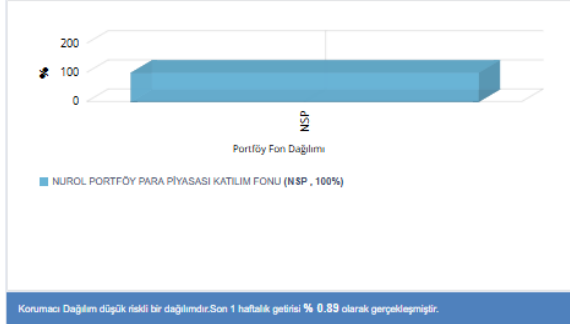 200
100
0
%
NSP
Portföy Fon Dağılımı
NUROL PORTFÖY PARA PİYASASI KATILIM FONU (NSP , 100%)
Korumacı Dağılım düşük riskli bir dağılımdır.Son 1 haftalık getirisi % 0.89 olarak gerçekleşmiştir.